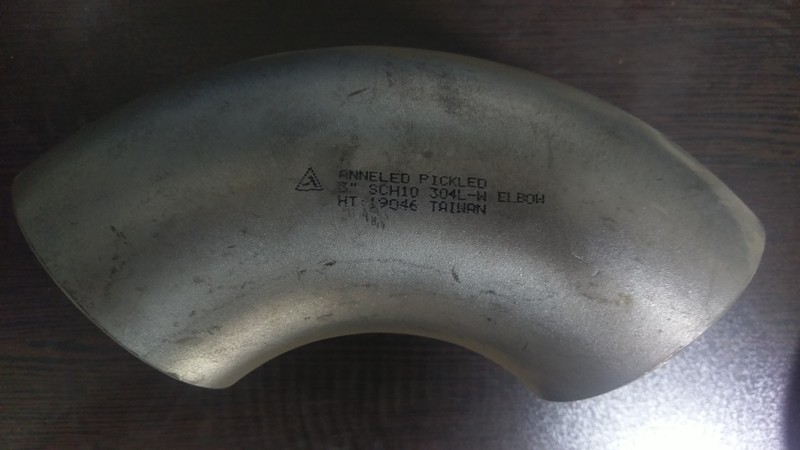 ANNELED PICKLED
3" SCH10 304L-W ELBOW
HT:19046 TAIWAN